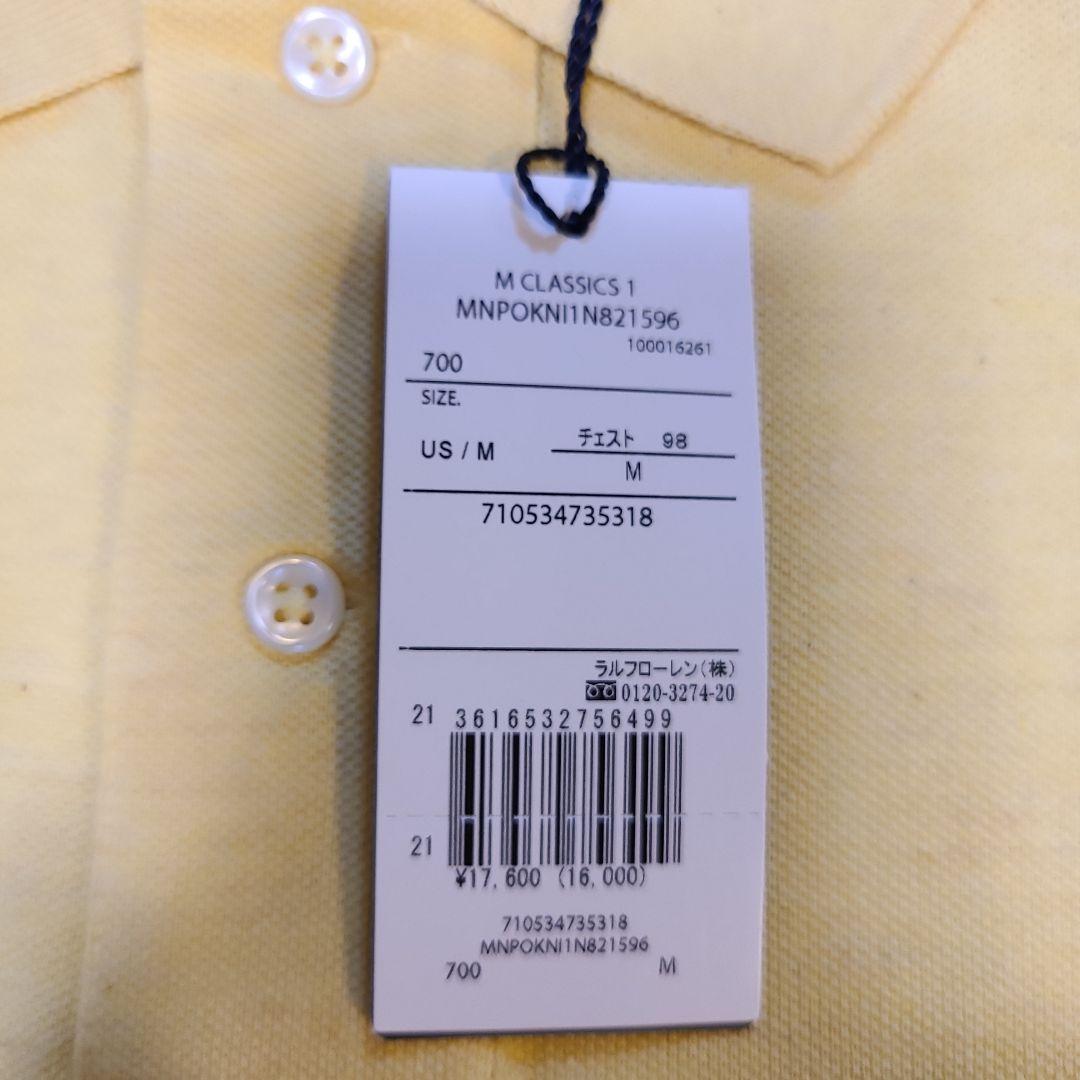 M CLASSICS 1
MNPOKNI1N821596
100016261
700
SIZE.
US / M
チェスト 98
M
710534735318
ラルフローレン(株)
0120-3274-20
21 3616532756499
21
¥17,600 (16,000)
710534735318
MNPOKNI1N821596
700 M